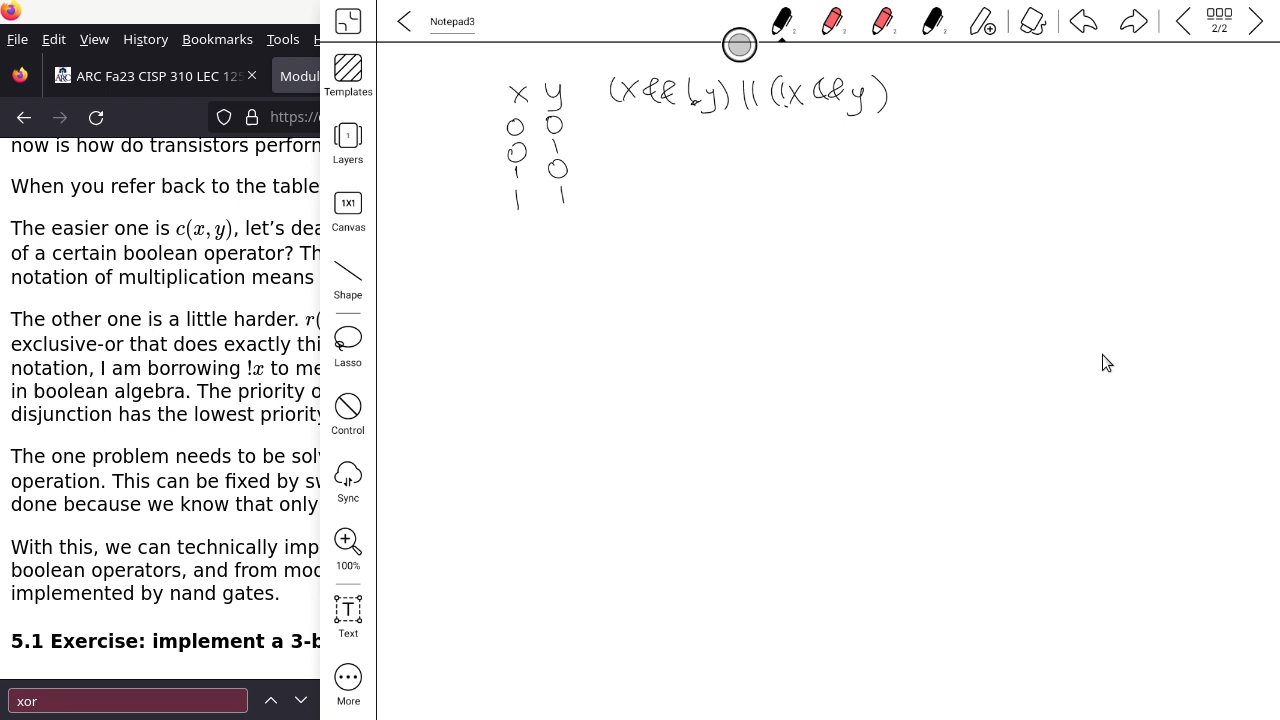 Notepad3
2 2 2 2
2/2
File Edit View History Bookmarks Tools H
ARC Fa23 CISP 310 LEC 125
Modul
https://
now is how do transistors perform
When you refer back to the table
The easier one is c(x, y), let's dea
of a certain boolean operator? Th
notation of multiplication means
The other one is a little harder. r(
exclusive-or that does exactly thi
notation, I am borrowing !x to me
in boolean algebra. The priority o
disjunction has the lowest priority
The one problem needs to be solv
operation. This can be fixed by sw
done because we know that only
With this, we can technically imp
boolean operators, and from mod
implemented by nand gates.
5.1 Exercise: implement a 3-b
xor
Templates
1
Layers
1X1
Canvas
Shape
Lasso
Control
Sync
100%
T
Text
More
x y (x && !y) || (!x && y)
0 0
0 1
1 0
1 1